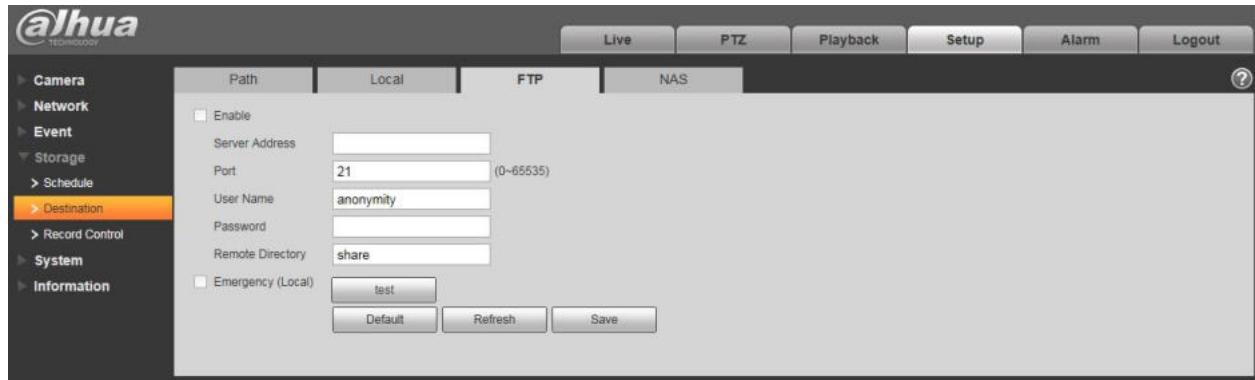 alhua
TECHNOLOGY
Live PTZ Playback Setup Alarm Logout
Camera
Network
Event
Storage
> Schedule
> Destination
> Record Control
System
Information
Path Local FTP NAS
?
Enable
Server Address
Port 21 (0~65535)
User Name anonymity
Password
Remote Directory share
Emergency (Local) test
Default Refresh Save